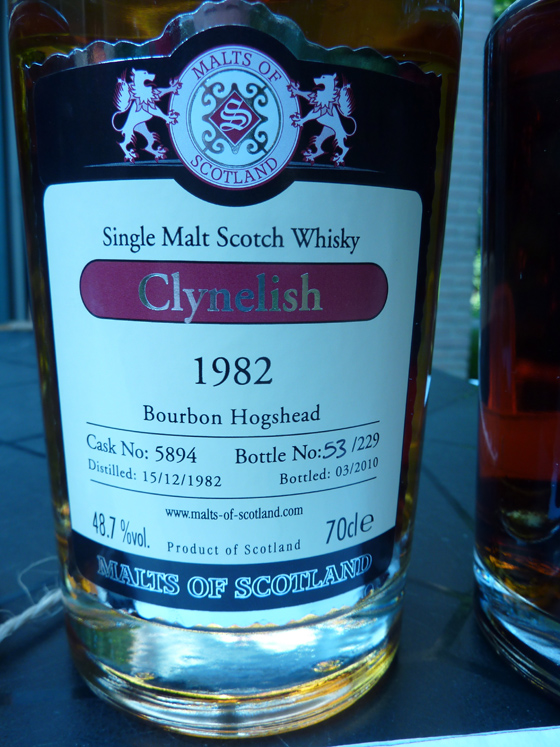 MALTS OF
S
SCOTLAND
Single Malt Scotch Whisky
Clynelish
1982
Bourbon Hogshead
Cask No: 5894 Bottle No:53 /229
Distilled: 15/12/1982 Bottled: 03/2010
www.malts-of-scotland.com
48.7 %vol. Product of Scotland 70cl e
MALTS OF SCOTLAND